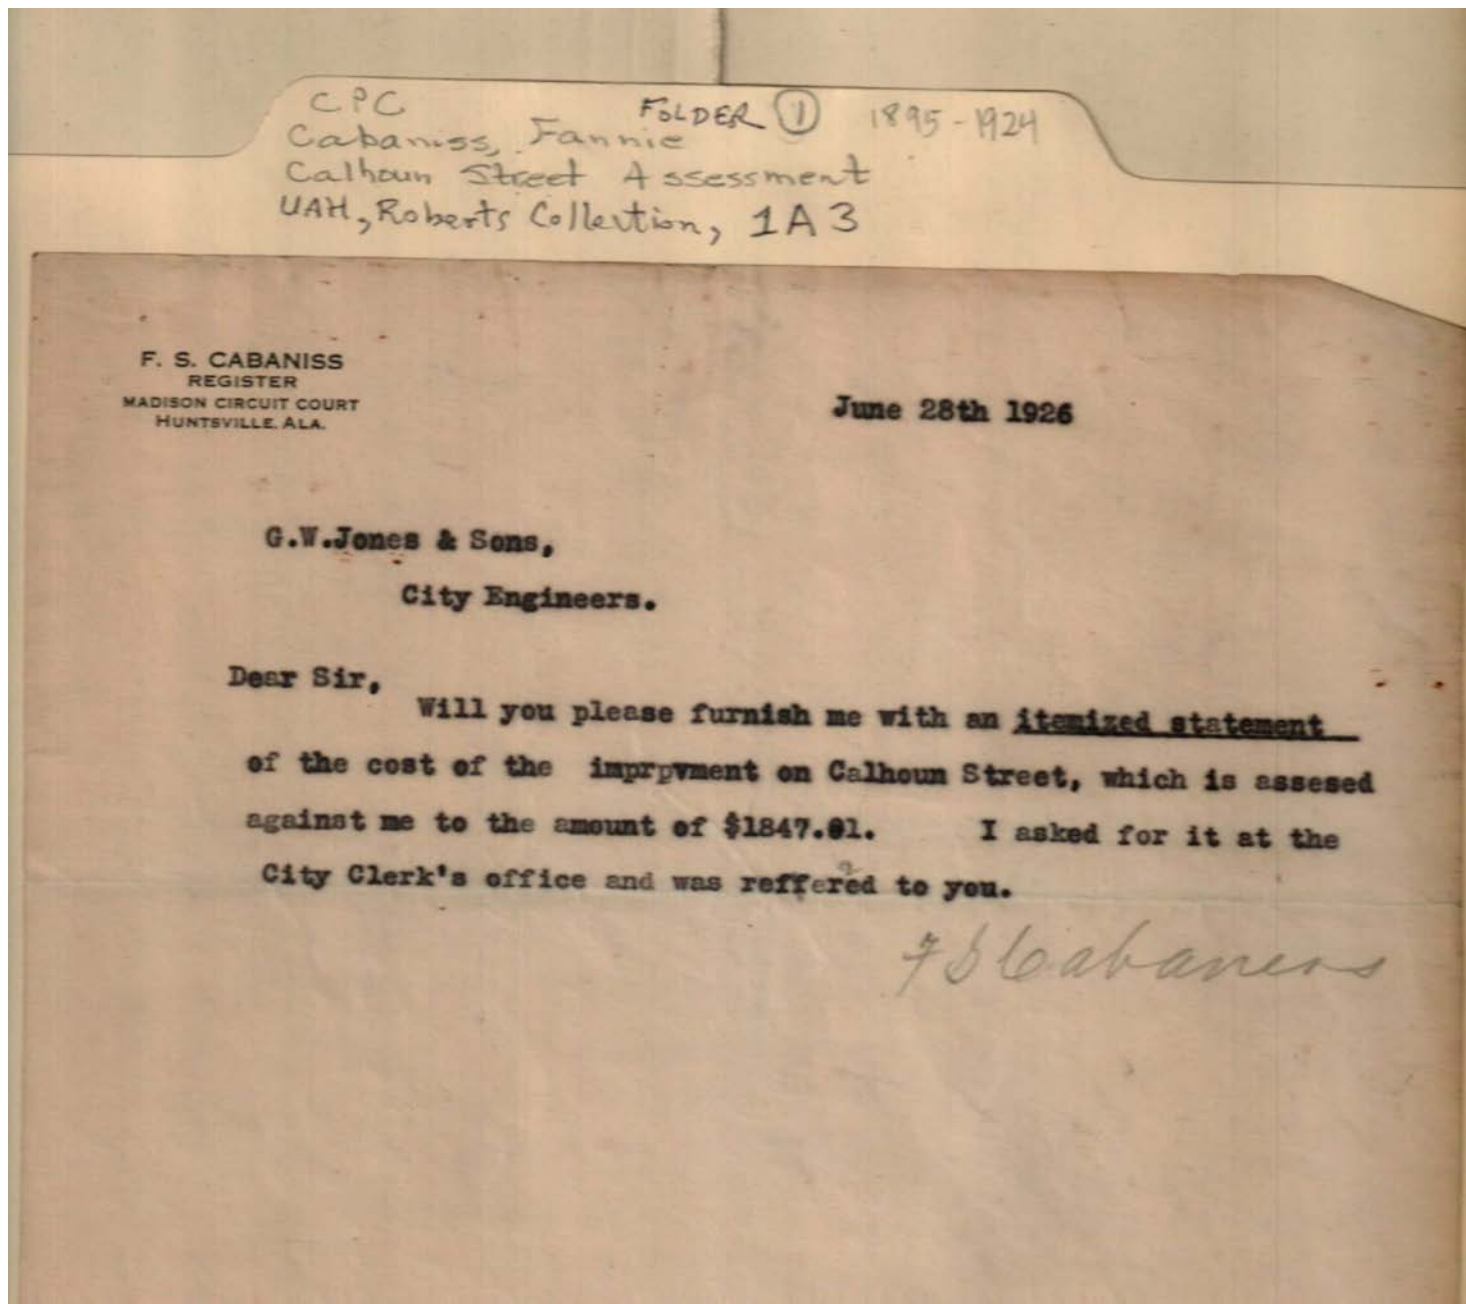 CPC FOLDER 1 1895-1924
Cabaniss, Fannie
Calhoun Street Assessment
UAH, Roberts Collection, 1A3
F. S. CABANISS
REGISTER
MADISON CIRCUIT COURT
HUNTSVILLE, ALA.
June 28th 1926
G.W.Jones & Sons,
City Engineers.
Dear Sir,
Will you please furnish me with an itemized statement
of the cost of the imprpvment on Calhoun Street, which is assesed
against me to the amount of $1847.01. I asked for it at the
City Clerk's office and was reffered to you.
F S Cabaniss